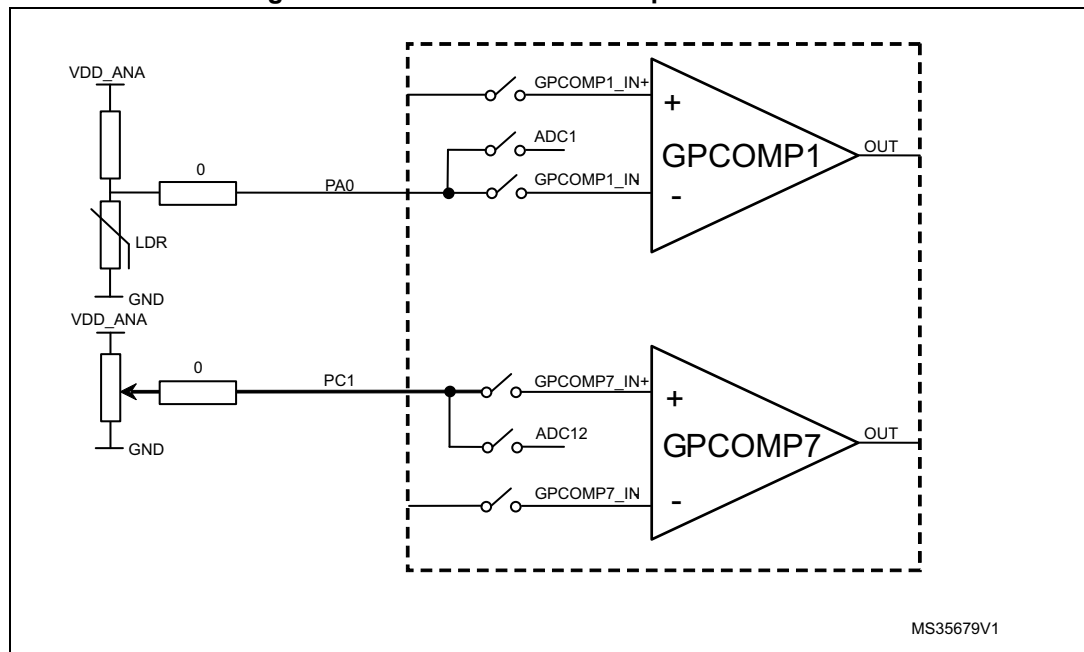 VDD_ANA
GPCOMP1_IN+
+
ADC1
GPCOMP1
OUT
0
PA0
GPCOMP1_IN
-
LDR
GND
VDD_ANA
0
PC1
GPCOMP7_IN+
+
ADC12
GPCOMP7
OUT
GND
GPCOMP7_IN
-
MS35679V1